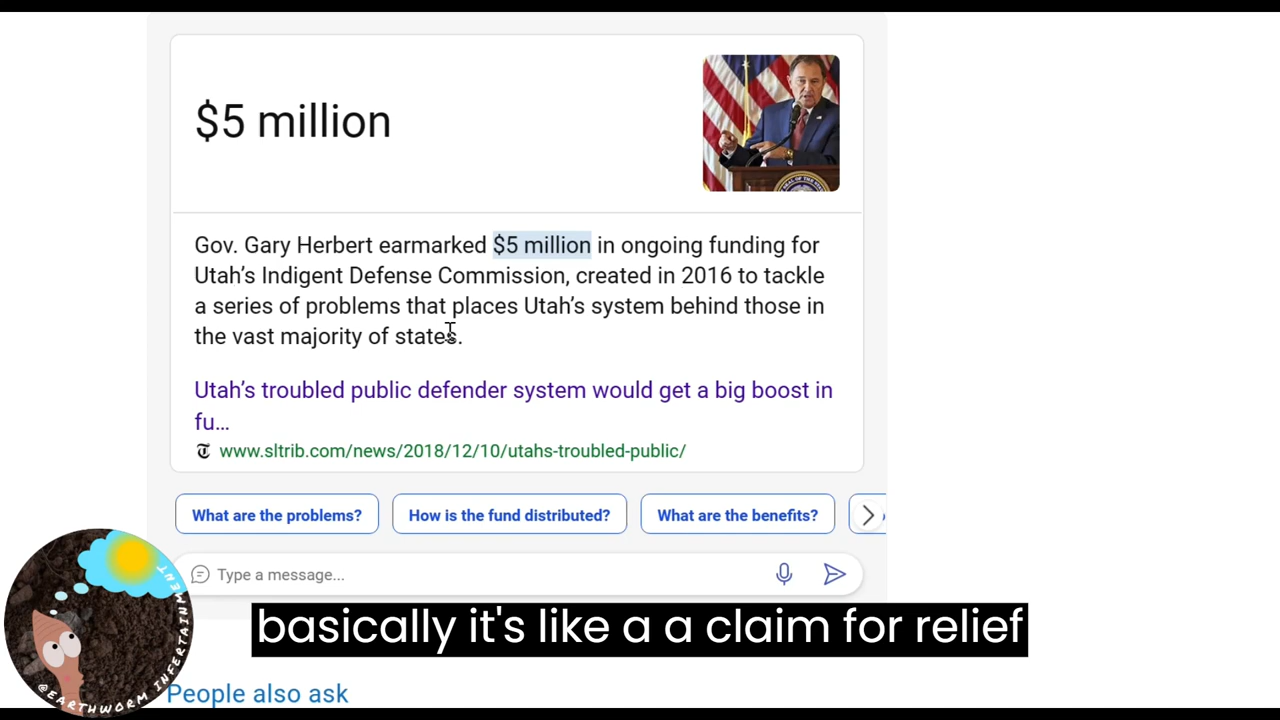 $5 million
Gov. Gary Herbert earmarked $5 million in ongoing funding for
Utah’s Indigent Defense Commission, created in 2016 to tackle
a series of problems that places Utah’s system behind those in
the vast majority of states.
Utah’s troubled public defender system would get a big boost in
fu...
www.sltrib.com/news/2018/12/10/utahs-troubled-public/
What are the problems?
How is the fund distributed?
What are the benefits?
Type a message...
basically it's like a a claim for relief
@EARTHWORM INFERTAINMENT
People also ask